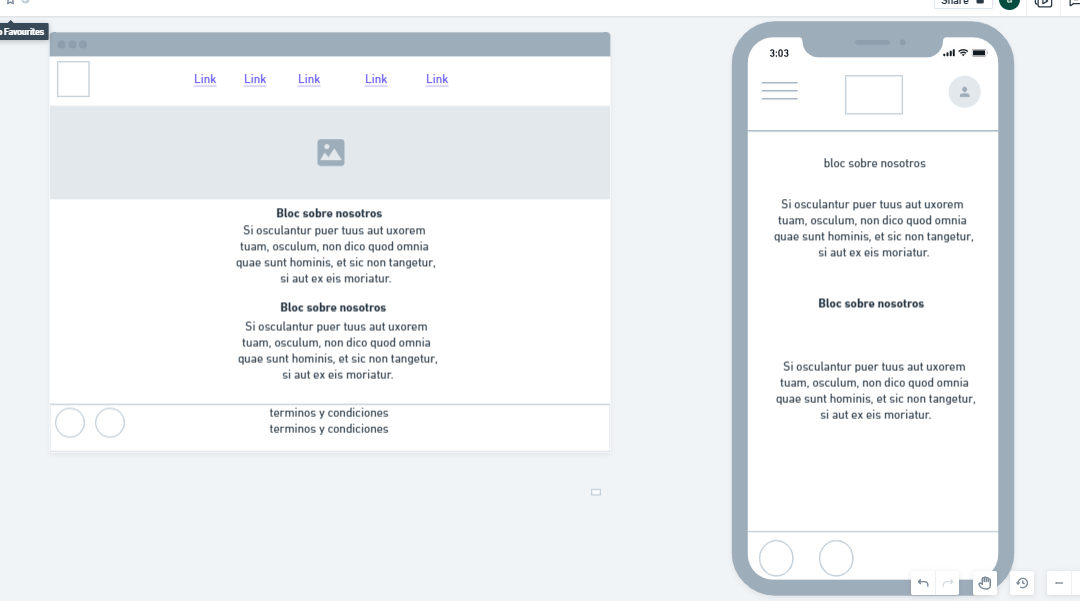 Share
o Favourites
Link Link Link Link Link
Bloc sobre nosotros
Si osculantur puer tuus aut uxorem
tuam, osculum, non dico quod omnia
quae sunt hominis, et sic non tangetur,
si aut ex eis moriatur.
Bloc sobre nosotros
Si osculantur puer tuus aut uxorem
tuam, osculum, non dico quod omnia
quae sunt hominis, et sic non tangetur,
si aut ex eis moriatur.
terminos y condiciones
terminos y condiciones
3:03
bloc sobre nosotros
Si osculantur puer tuus aut uxorem
tuam, osculum, non dico quod omnia
quae sunt hominis, et sic non tangetur,
si aut ex eis moriatur.
Bloc sobre nosotros
Si osculantur puer tuus aut uxorem
tuam, osculum, non dico quod omnia
quae sunt hominis, et sic non tangetur,
si aut ex eis moriatur.